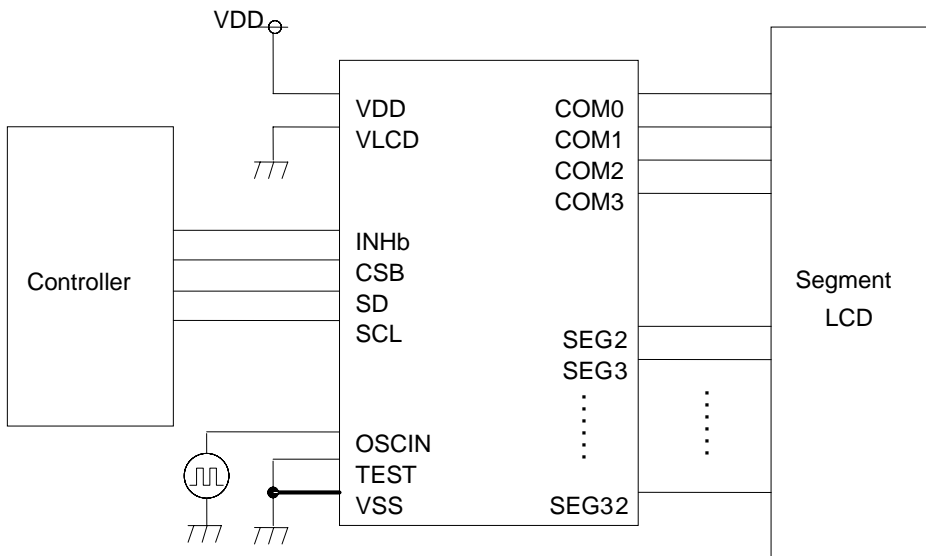 VDD
VDD
VLCD
INHb
CSB
SD
SCL
OSCIN
TEST
VSS
COM0
COM1
COM2
COM3
SEG2
SEG3
SEG32
Controller
Segment
LCD